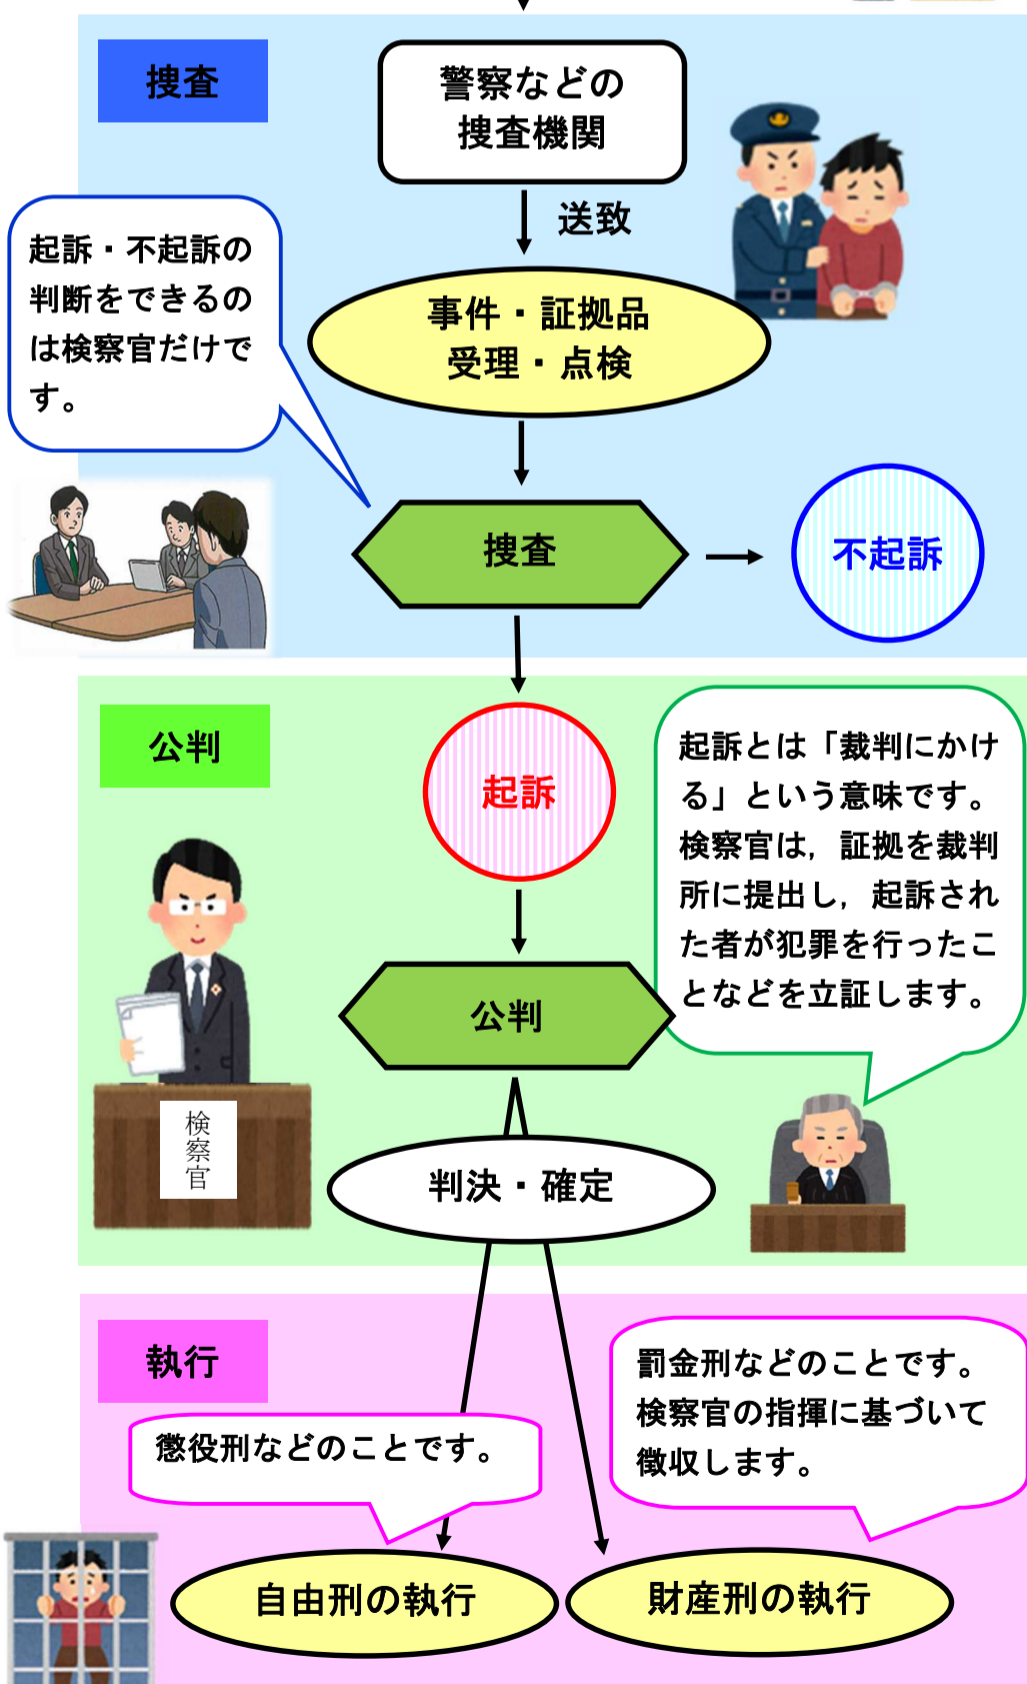 捜査
警察などの
捜査機関
送致
起訴・不起訴の
判断をできるの
は検察官だけで
す。
事件・証拠品
受理・点検
捜査
不起訴
公判
起訴
起訴とは「裁判にかけ
る」という意味です。
検察官は，証拠を裁判
所に提出し，起訴され
た者が犯罪を行ったこ
となどを立証します。
公判
検察官
判決・確定
執行
懲役刑などのことです。
罰金刑などのことです。
検察官の指揮に基づいて
徴収します。
自由刑の執行
財産刑の執行